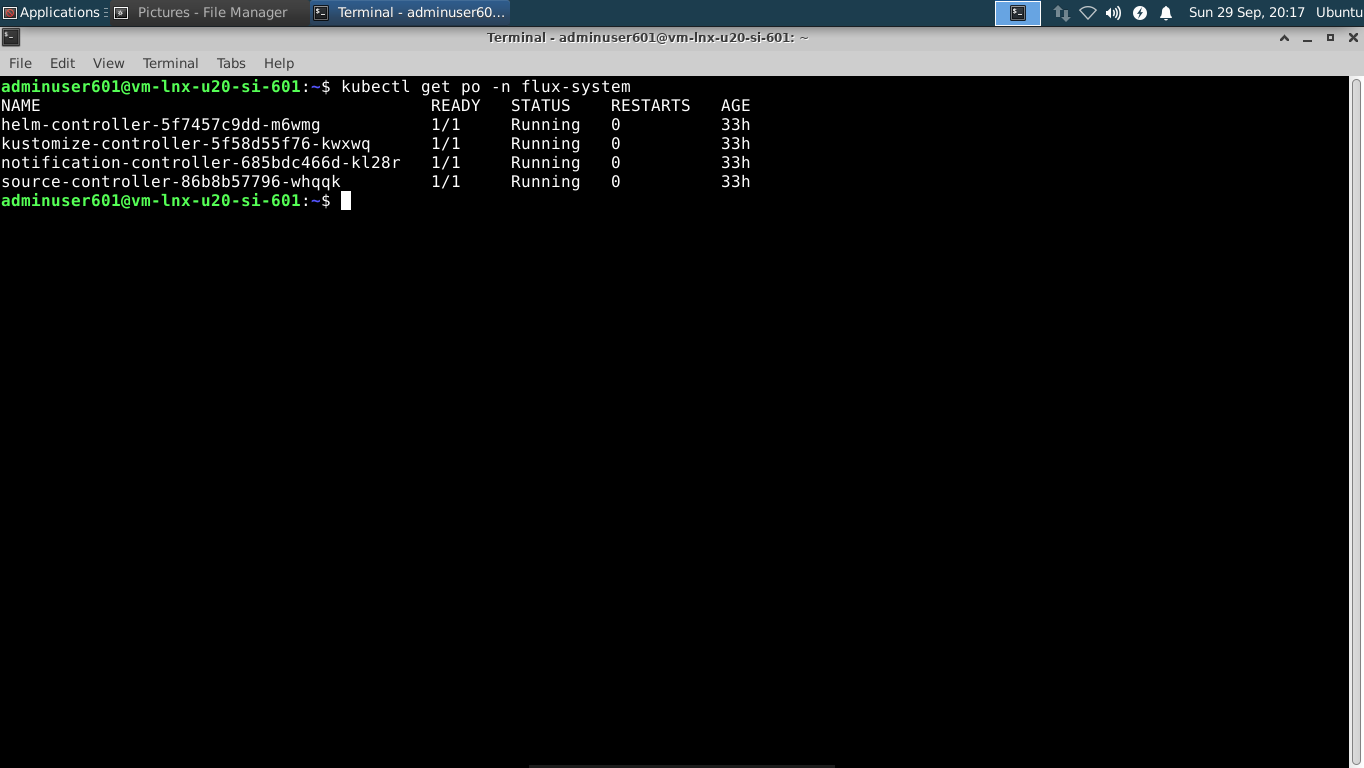 Applications Pictures - File Manager Terminal - adminuser60... Sun 29 Sep, 20:17 Ubuntu
Terminal - adminuser601@vm-lnx-u20-si-601: ~
File Edit View Terminal Tabs Help
adminuser601@vm-lnx-u20-si-601:~$ kubectl get po -n flux-system
NAME READY STATUS RESTARTS AGE
helm-controller-5f7457c9dd-m6wmg 1/1 Running 0 33h
kustomize-controller-5f58d55f76-kwxwq 1/1 Running 0 33h
notification-controller-685bdc466d-kl28r 1/1 Running 0 33h
source-controller-86b8b57796-whqqk 1/1 Running 0 33h
adminuser601@vm-lnx-u20-si-601:~$